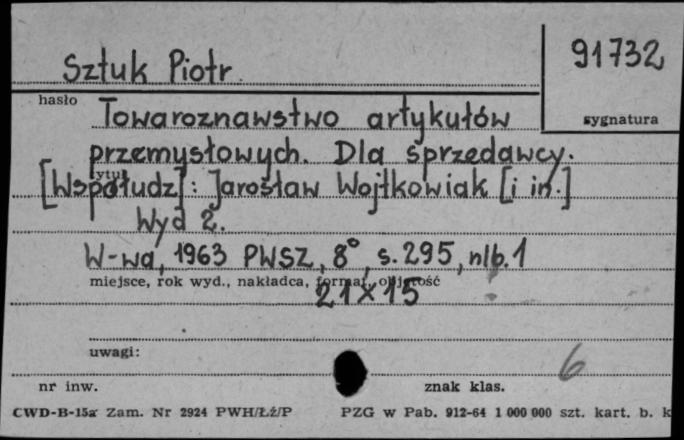 Sztuk Piotr
91732
hasło
sygnatura
Towaroznawstwo artykułów
przemysłowych. Dla sprzedawcy.
tytuł
[Współudz]: Jarosław Wojtkowiak [i in.]
Wyd 2.
W-wa, 1963 PWSZ, 8°, s. 295, nlb. 1
miejsce, rok wyd., nakładca, format, objętość
21x15
uwagi:
6
nr inw.
znak klas.
CWD-B-15a Zam. Nr 2924 PWH/Łż/P
PZG w Pab. 912-64 1 000 000 szt. kart. b. k